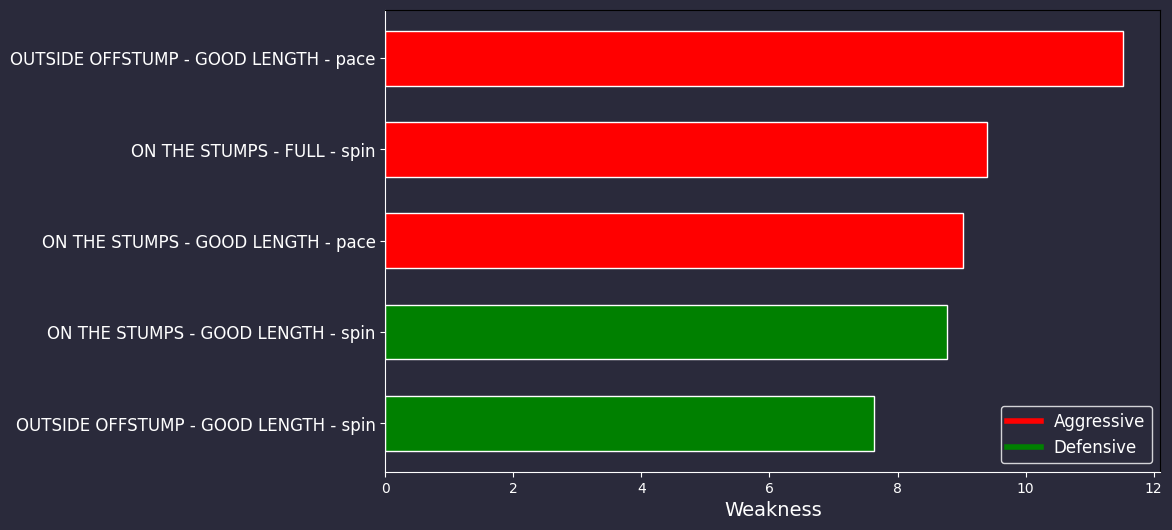 OUTSIDE OFFSTUMP - GOOD LENGTH - pace
ON THE STUMPS - FULL - spin
ON THE STUMPS - GOOD LENGTH - pace
ON THE STUMPS - GOOD LENGTH - spin
OUTSIDE OFFSTUMP - GOOD LENGTH - spin
Aggressive
Defensive
0 2 4 6 8 10 12
Weakness